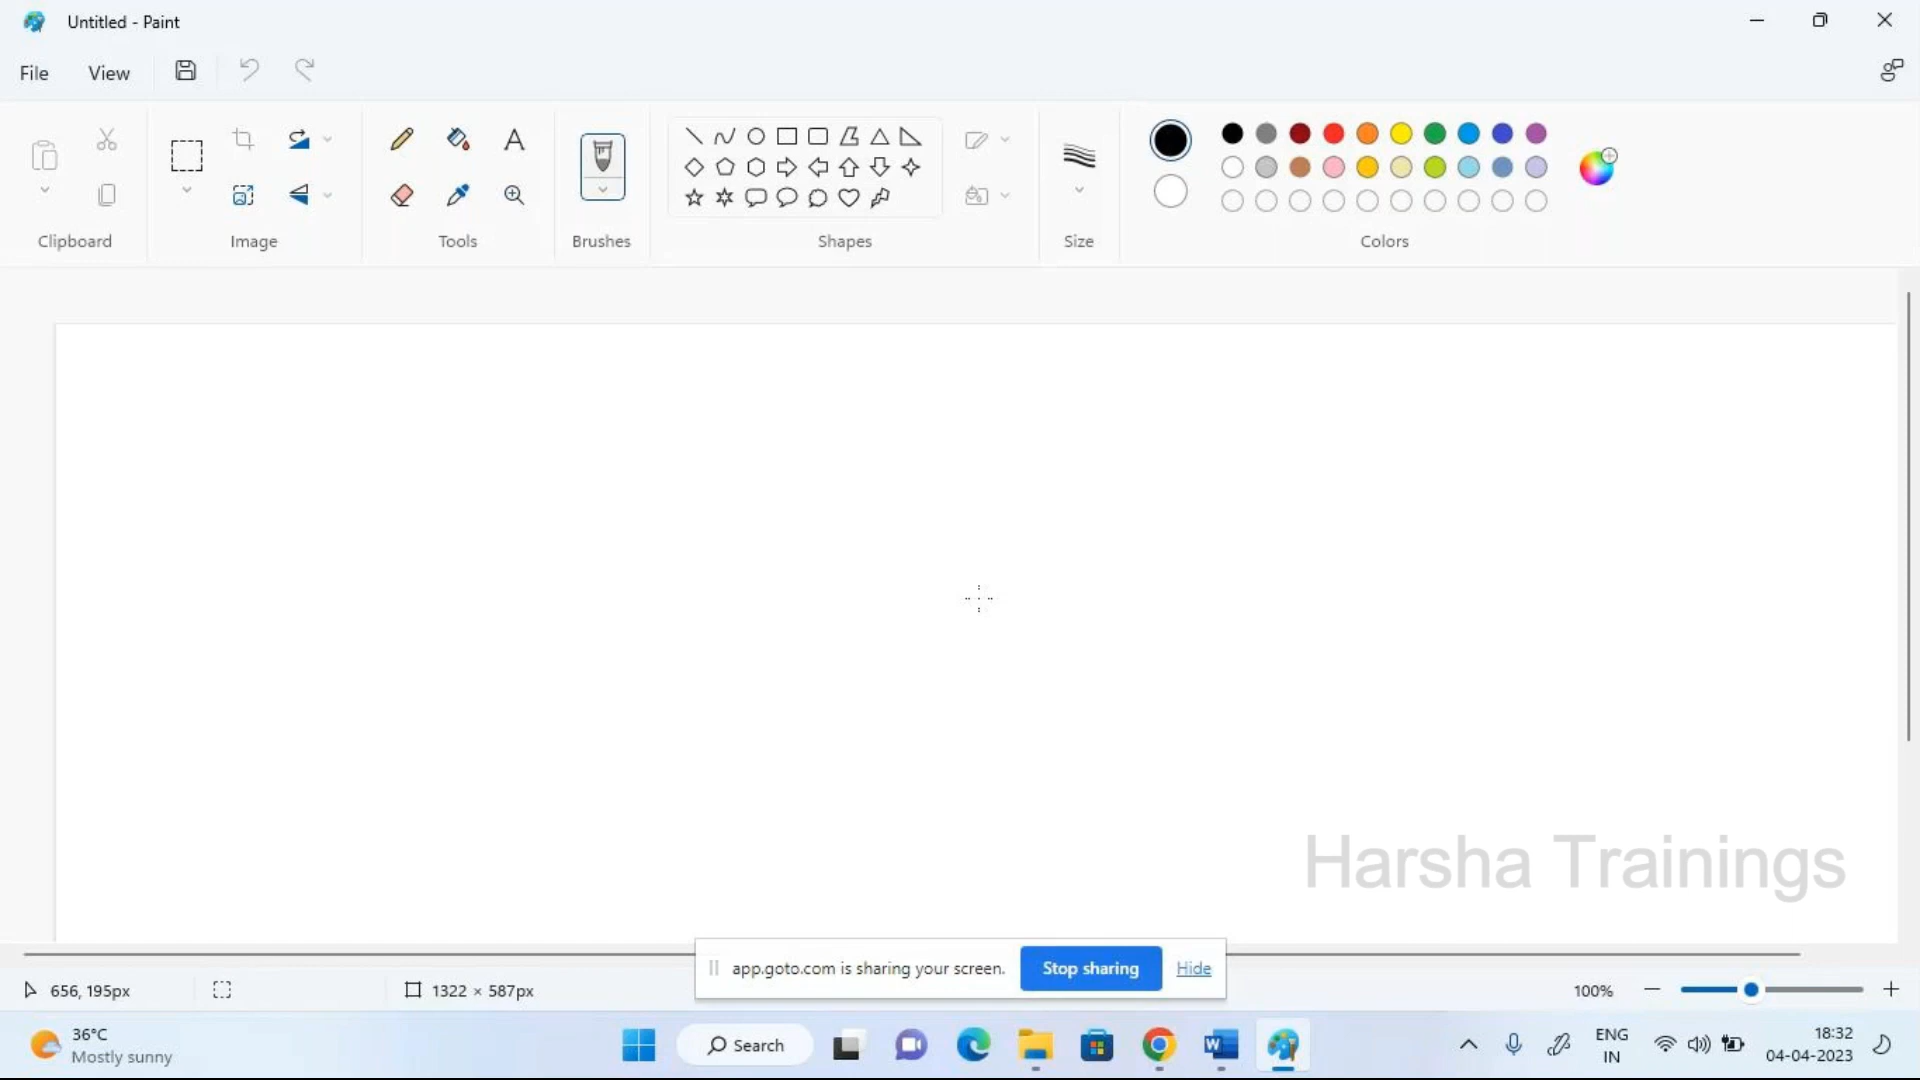 Untitled - Paint
File View
Clipboard
Image
Tools
Brushes
Shapes
Size
Colors
Harsha Trainings
app.goto.com is sharing your screen. Stop sharing Hide
656, 195px
1322 × 587px
100%
36°C
Mostly sunny
Search
ENG
IN
18:32
04-04-2023